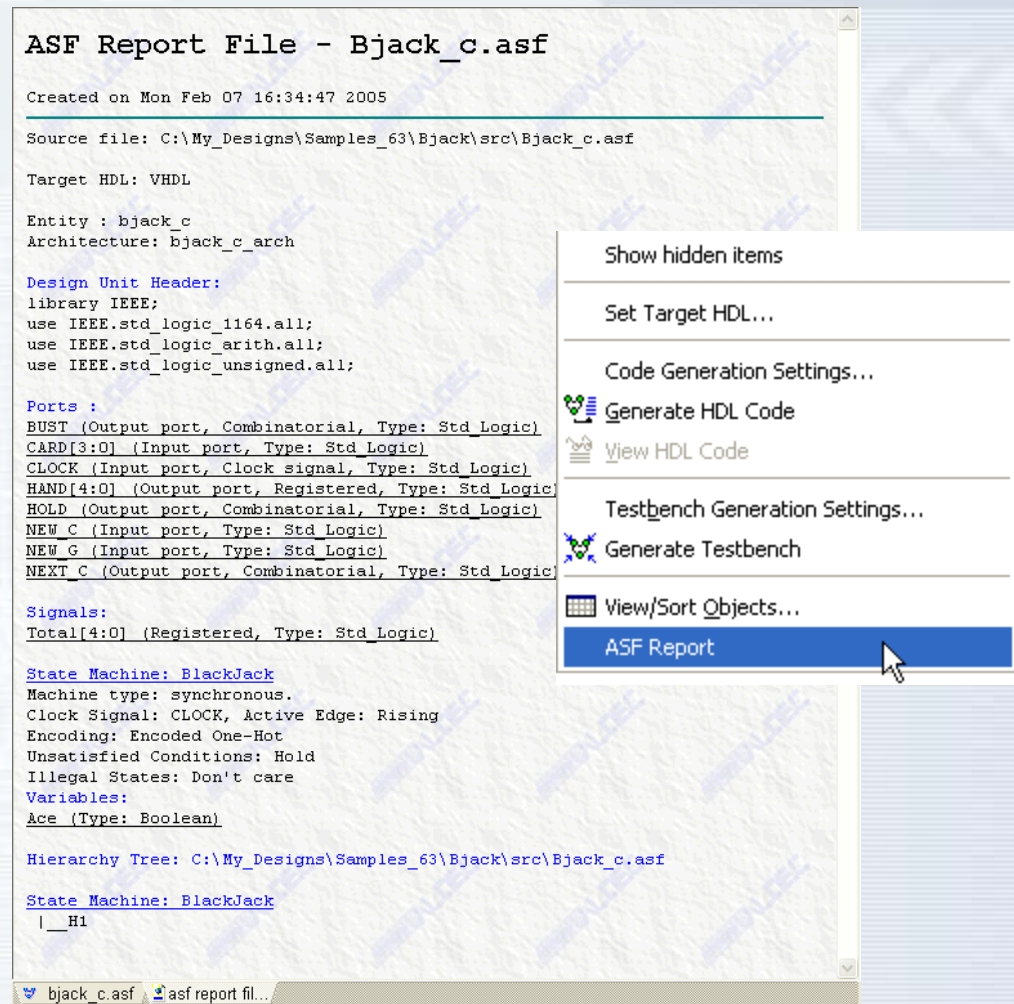 ASF Report File - Bjack_c.asf
Created on Mon Feb 07 16:34:47 2005
Source file: C:\My_Designs\Samples_63\Bjack\src\Bjack_c.asf
Target HDL: VHDL
Entity : bjack_c
Architecture: bjack_c_arch
Design Unit Header:
library IEEE;
use IEEE.std_logic_1164.all;
use IEEE.std_logic_arith.all;
use IEEE.std_logic_unsigned.all;
Ports :
BUST (Output port, Combinatorial, Type: Std_Logic)
CARD[3:0] (Input port, Type: Std_Logic)
CLOCK (Input port, Clock signal, Type: Std_Logic)
HAND[4:0] (Output port, Registered, Type: Std_Logic)
HOLD (Output port, Combinatorial, Type: Std_Logic)
NEW_C (Input port, Type: Std_Logic)
NEW_G (Input port, Type: Std_Logic)
NEXT_C (Output port, Combinatorial, Type: Std_Logic)
Signals:
Total[4:0] (Registered, Type: Std_Logic)
State Machine: BlackJack
Machine type: synchronous.
Clock Signal: CLOCK, Active Edge: Rising
Encoding: Encoded One-Hot
Unsatisfied Conditions: Hold
Illegal States: Don't care
Variables:
Ace (Type: Boolean)
Hierarchy Tree: C:\My_Designs\Samples_63\Bjack\src\Bjack_c.asf
State Machine: BlackJack
|__H1
bjack_c.asf
asf report fil...
Show hidden items
Set Target HDL...
Code Generation Settings...
Generate HDL Code
View HDL Code
Testbench Generation Settings...
Generate Testbench
View/Sort Objects...
ASF Report